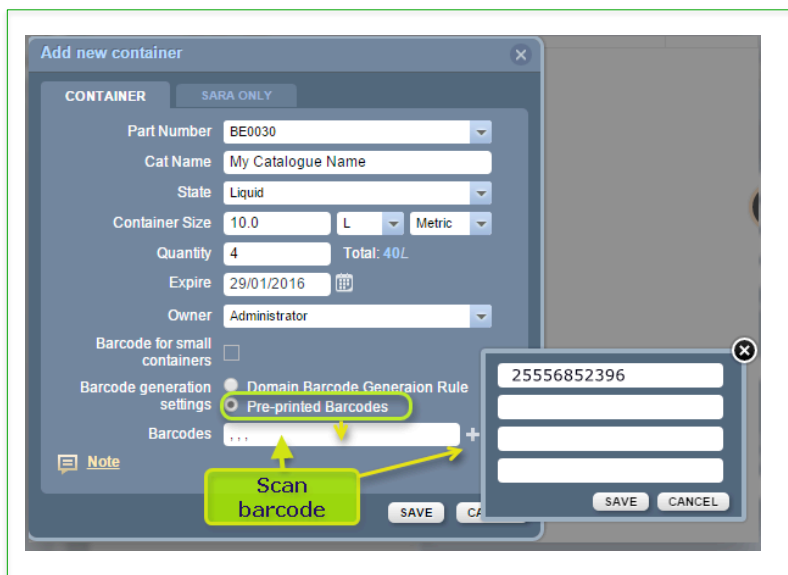 Add new container
CONTAINER SARA ONLY
Part Number BE0030
Cat Name My Catalogue Name
State Liquid
Container Size 10.0 L Metric
Quantity 4 Total: 40L
Expire 29/01/2016
Owner Administrator
Barcode for small
containers
Barcode generation
settings
Domain Barcode Generaion Rule
Pre-printed Barcodes
Barcodes , , ,
Note
Scan
barcode
SAVE
25556852396
SAVE CANCEL